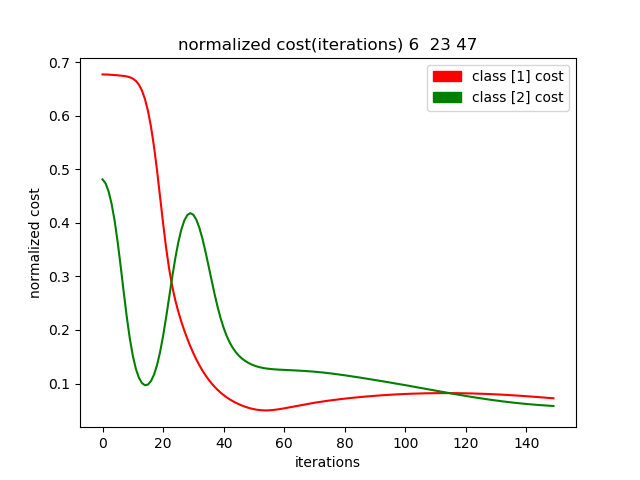 normalized cost(iterations) 6  23 47
class [1] cost
class [2] cost
normalized cost
0.7
0.6
0.5
0.4
0.3
0.2
0.1
0 20 40 60 80 100 120 140
iterations